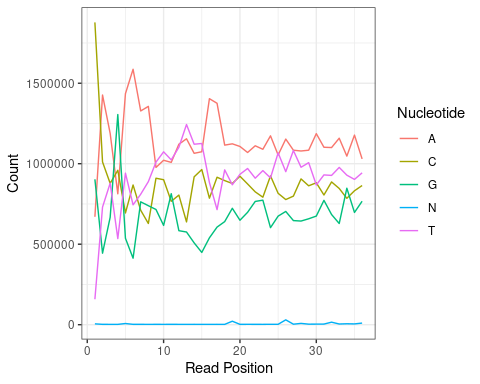 1500000
1000000
500000
0
Count
0 10 20 30
Read Position
Nucleotide
A
C
G
N
T